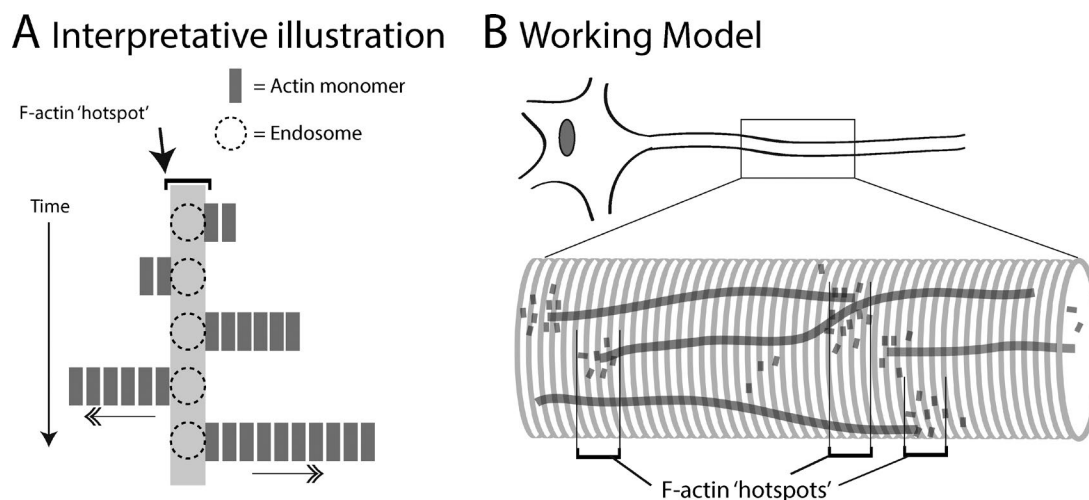 A Interpretative illustration
= Actin monomer
F-actin 'hotspot'
= Endosome
Time
B Working Model
F-actin 'hotspots'